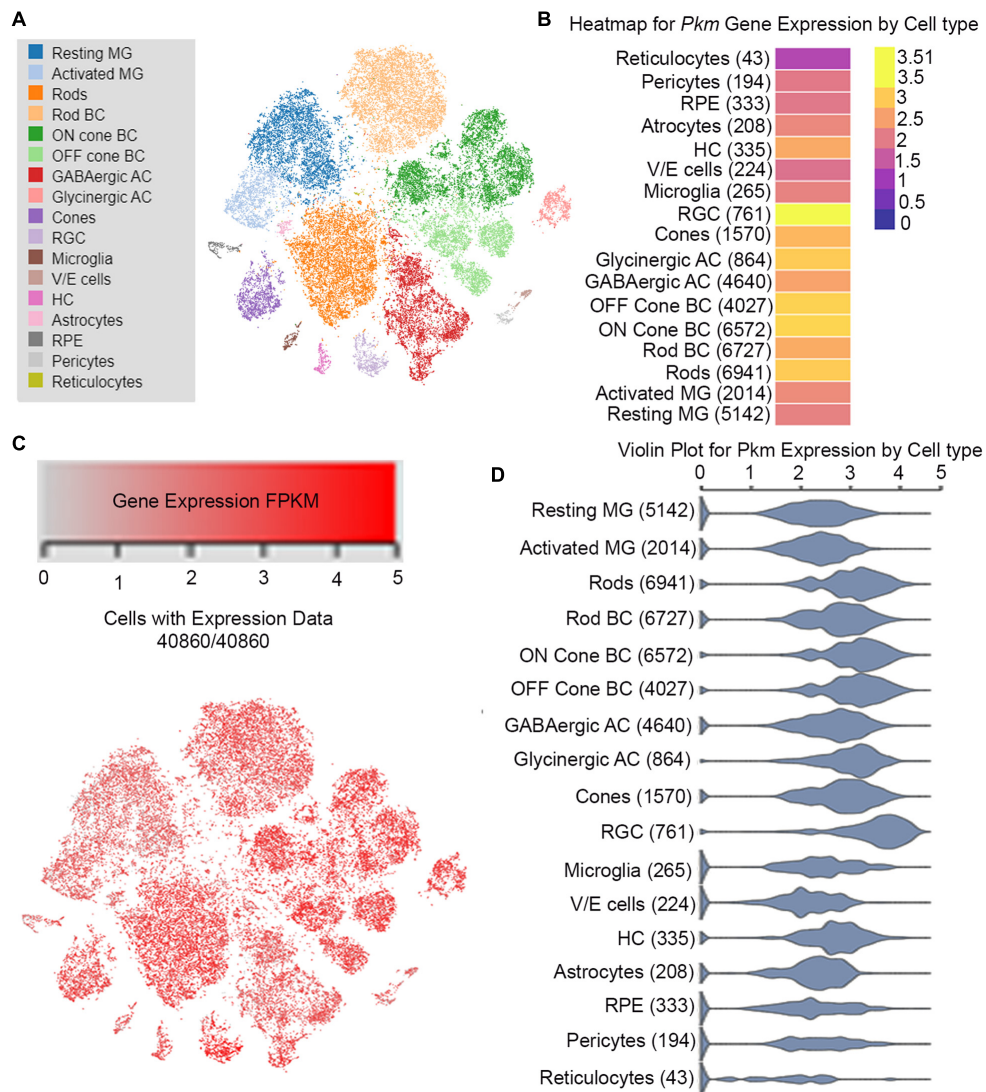 A
Resting MG
Activated MG
Rods
Rod BC
ON cone BC
OFF cone BC
GABAergic AC
Glycinergic AC
Cones
RGC
Microglia
V/E cells
HC
Astrocytes
RPE
Pericytes
Reticulocytes
B
Heatmap for Pkm Gene Expression by Cell type
Reticulocytes (43)
Pericytes (194)
RPE (333)
Atrocytes (208)
HC (335)
V/E cells (224)
Microglia (265)
RGC (761)
Cones (1570)
Glycinergic AC (864)
GABAergic AC (4640)
OFF Cone BC (4027)
ON Cone BC (6572)
Rod BC (6727)
Rods (6941)
Activated MG (2014)
Resting MG (5142)
3.51
3.5
3
2.5
2
1.5
1
0.5
0
C
Gene Expression FPKM
0 1 2 3 4 5
Cells with Expression Data
40860/40860
D
Violin Plot for Pkm Expression by Cell type
0 1 2 3 4 5
Resting MG (5142)
Activated MG (2014)
Rods (6941)
Rod BC (6727)
ON Cone BC (6572)
OFF Cone BC (4027)
GABAergic AC (4640)
Glycinergic AC (864)
Cones (1570)
RGC (761)
Microglia (265)
V/E cells (224)
HC (335)
Astrocytes (208)
RPE (333)
Pericytes (194)
Reticulocytes (43)